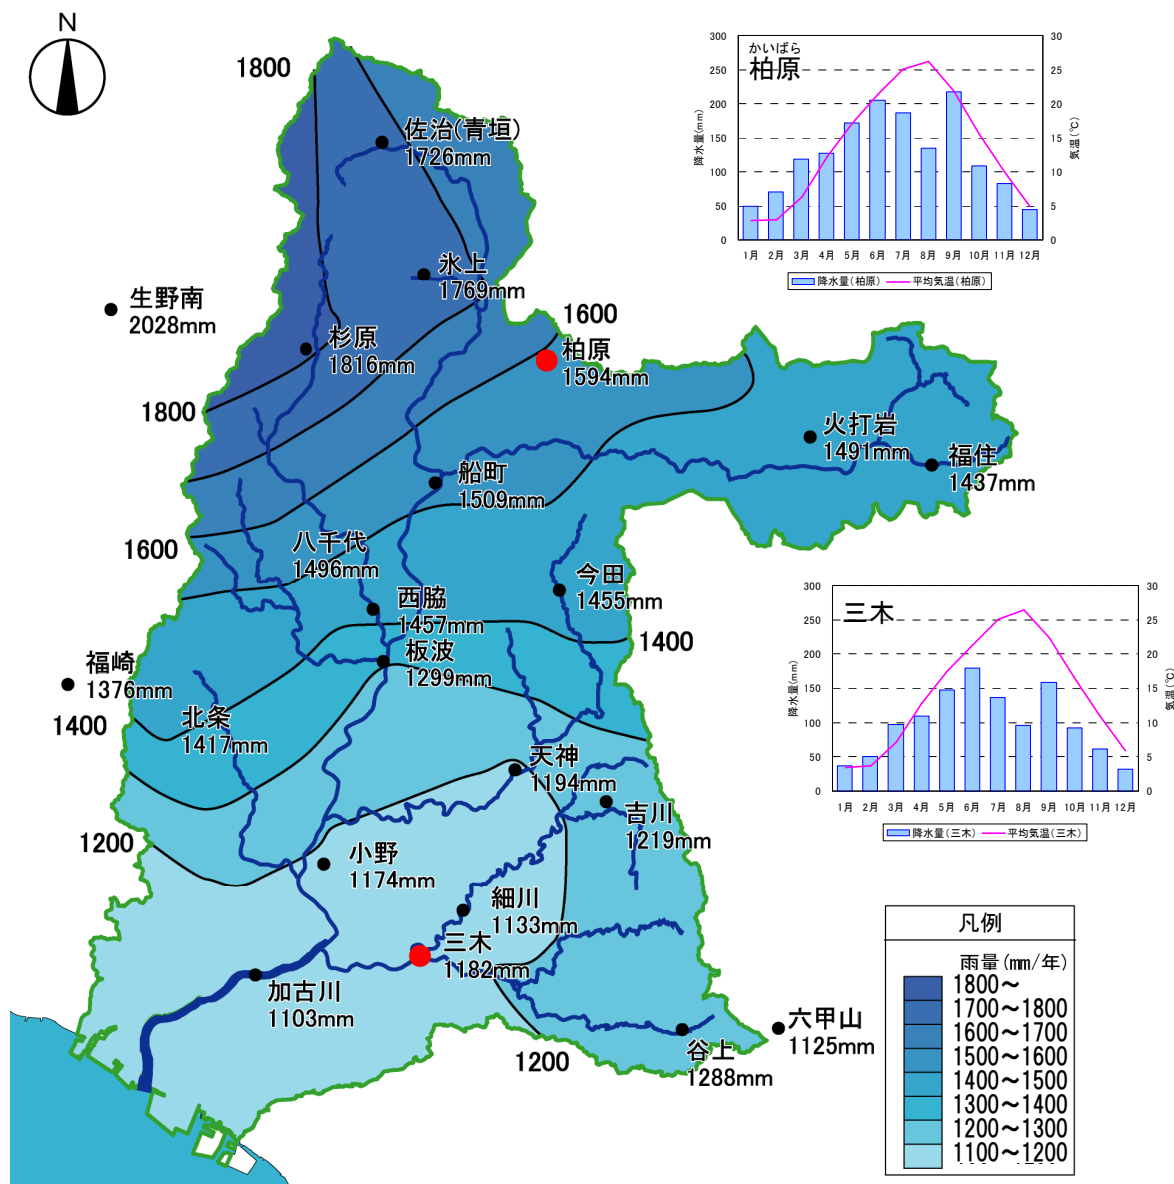 N
1800
佐治(青垣)
1726mm
氷上
1769mm
生野南
2028mm
杉原
1816mm
1600
柏原
1594mm
1800
火打岩
1491mm
福住
1437mm
船町
1509mm
1600
八千代
1496mm
今田
1455mm
西脇
1457mm
1400
板波
1299mm
福崎
1376mm
1400
北条
1417mm
天神
1194mm
吉川
1219mm
1200
小野
1174mm
細川
1133mm
三木
1182mm
加古川
1103mm
六甲山
1125mm
谷上
1288mm
1200
かいばら
柏原
降水量(mm)
300
250
200
150
100
50
0
30
25
20
15
10
5
0
気温(℃)
1月 2月 3月 4月 5月 6月 7月 8月 9月 10月 11月 12月
降水量(柏原) 平均気温(柏原)
三木
降水量(mm)
300
250
200
150
100
50
0
30
25
20
15
10
5
0
気温(℃)
1月 2月 3月 4月 5月 6月 7月 8月 9月 10月 11月 12月
降水量(三木) 平均気温(三木)
凡例
雨量(mm/年)
1800～
1700～1800
1600～1700
1500～1600
1400～1500
1300～1400
1200～1300
1100～1200